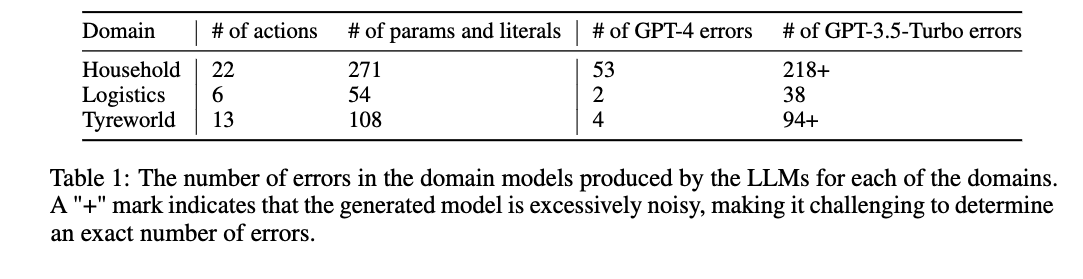 Domain # of actions # of params and literals # of GPT-4 errors # of GPT-3.5-Turbo errors
Household 22 271 53 218+
Logistics 6 54 2 38
Tyreworld 13 108 4 94+
Table 1: The number of errors in the domain models produced by the LLMs for each of the domains.
A "+" mark indicates that the generated model is excessively noisy, making it challenging to determine
an exact number of errors.